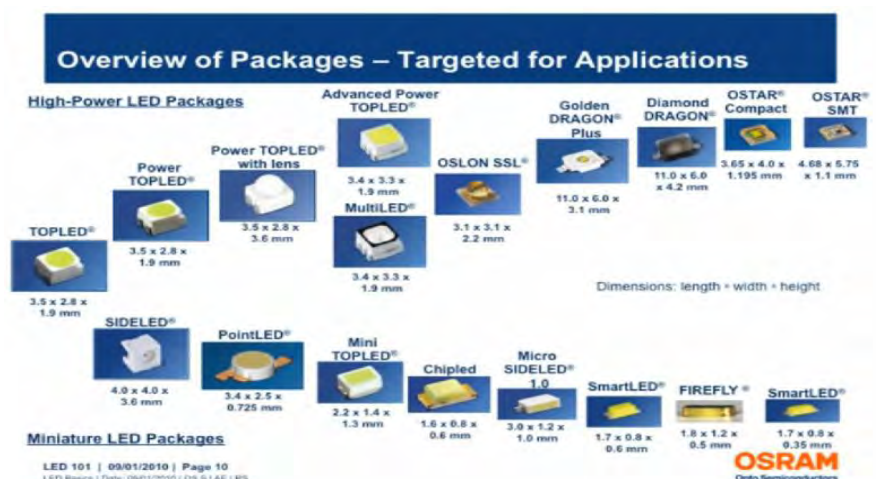 Overview of Packages – Targeted for Applications
High-Power LED Packages
Advanced Power
TOPLED®
3.4 x 3.3 x
1.9 mm
Golden
DRAGON®
Plus
11.0 x 6.0 x
3.1 mm
Diamond
DRAGON®
11.0 x 6.0
x 4.2 mm
OSTAR®
Compact
3.65 x 4.0 x
1.195 mm
OSTAR®
SMT
4.68 x 5.75
x 1.1 mm
Power TOPLED®
with lens
3.5 x 2.8 x
3.6 mm
OSLON SSL®
3.1 x 3.1 x
2.2 mm
Power
TOPLED®
3.5 x 2.8 x
1.9 mm
MultiLED®
3.4 x 3.3 x
1.9 mm
TOPLED®
3.5 x 2.8 x
1.9 mm
Dimensions: length * width * height
SIDELED®
4.0 x 4.0 x
3.6 mm
PointLED®
3.4 x 2.5 x
0.725 mm
Mini
TOPLED®
2.2 x 1.4 x
1.3 mm
Chipled
1.6 x 0.8 x
0.6 mm
Micro
SIDELED®
1.0
3.0 x 1.2 x
1.0 mm
SmartLED®
1.7 x 0.8 x
0.6 mm
FIREFLY ®
1.8 x 1.2 x
0.5 mm
SmartLED®
1.7 x 0.8 x
0.35 mm
Miniature LED Packages
LED 101 | 09/01/2010 | Page 10
OSRAM
Opto Semiconductors